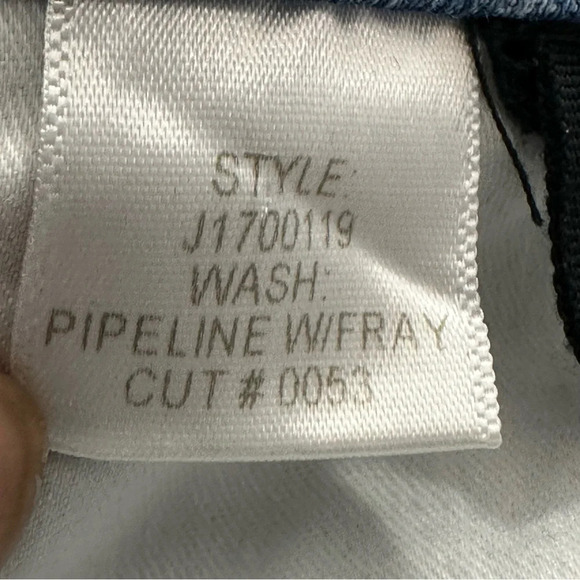 STYLE:
J1700119
WASH:
PIPELINE W/FRAY
CUT # 0053